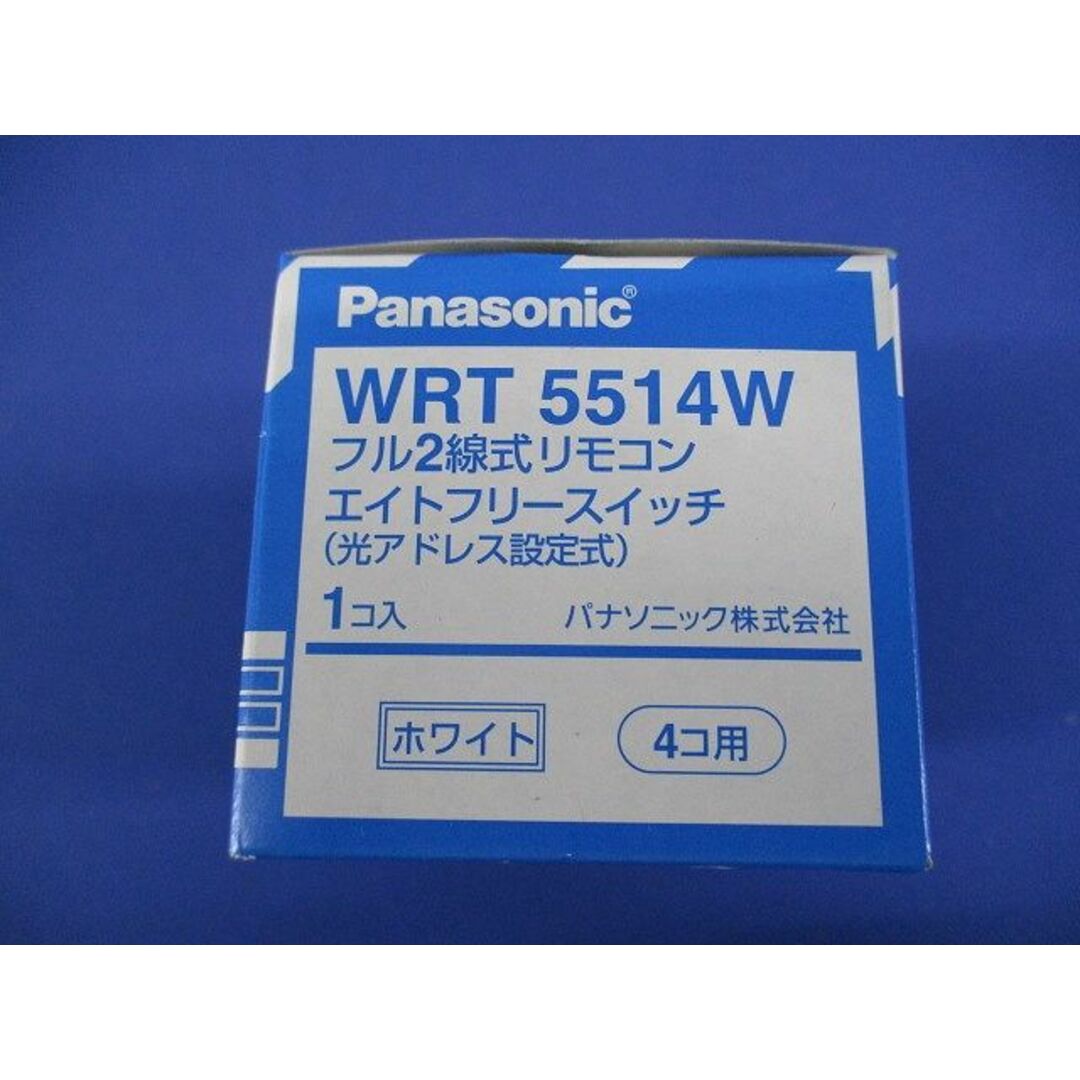 Panasonic®
WRT 5514W
フル2線式リモコン
エイトフリースイッチ
(光アドレス設定式)
1コ入 パナソニック株式会社
ホワイト 4コ用